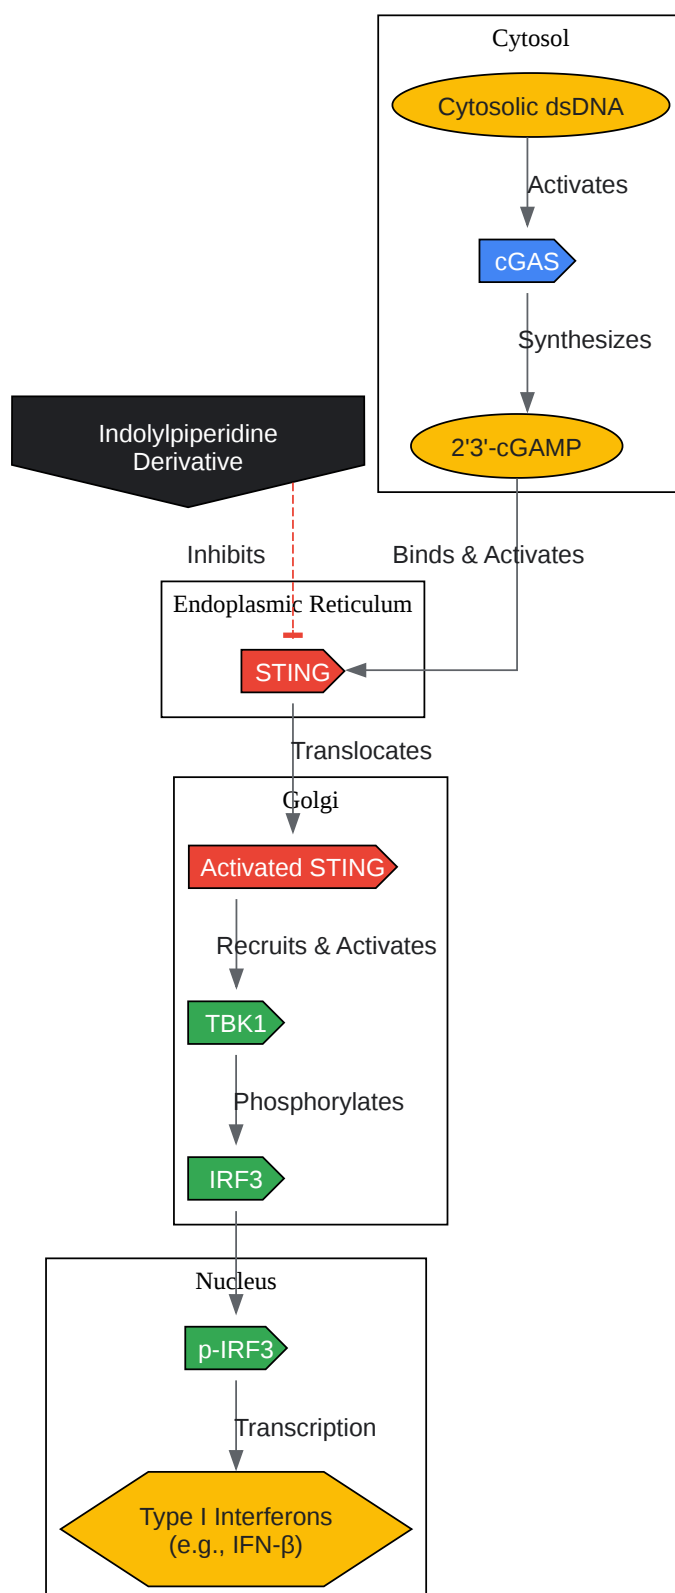 Cytosol
Cytosolic dsDNA
Activates
cGAS
Synthesizes
2'3'-cGAMP
Indolylpiperidine
Derivative
Inhibits
Binds & Activates
Endoplasmic Reticulum
STING
Translocates
Golgi
Activated STING
Recruits & Activates
TBK1
Phosphorylates
IRF3
Nucleus
p-IRF3
Transcription
Type I Interferons
(e.g., IFN-β)